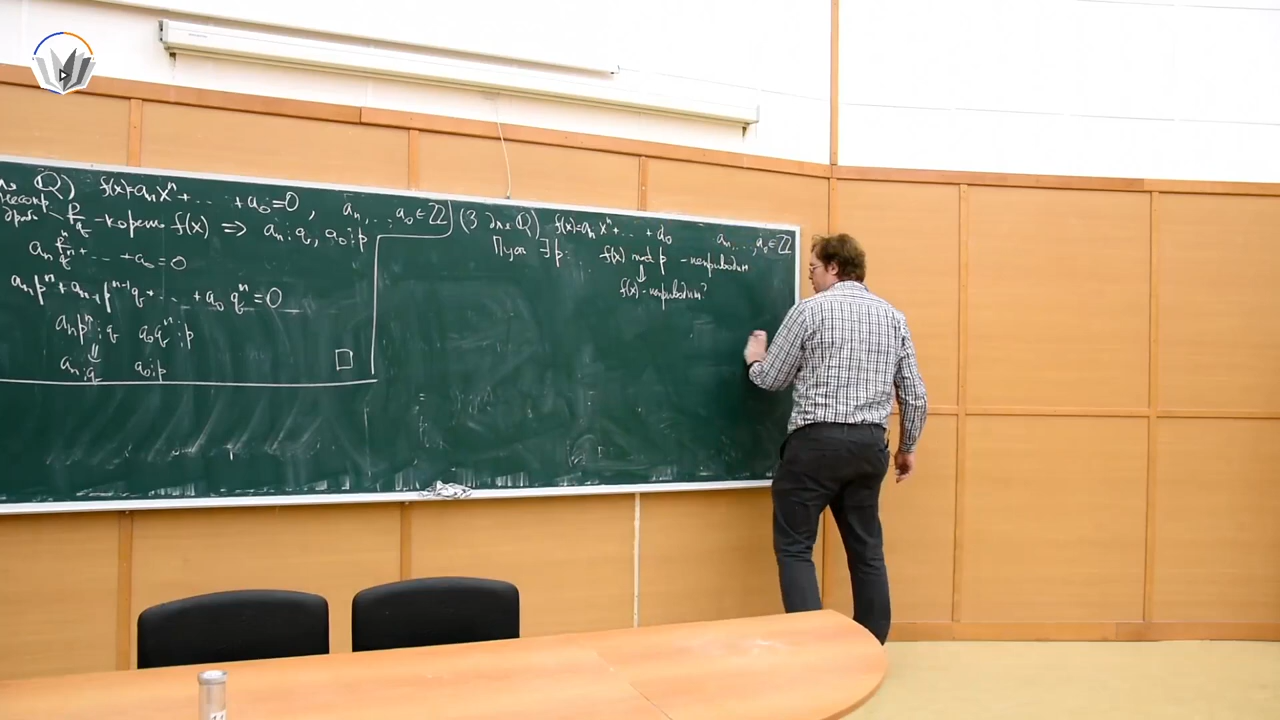 Q) f(x)=aₙxⁿ+...+a₀=0, aₙ,...,a₀∈ℤ
p/q - корень f(x) ⇒ aₙ⋮q, a₀⋮p
aₙ pⁿ/qⁿ+...+a₀=0
aₙpⁿ+aₙ₋₁pⁿ⁻¹q+...+a₀qⁿ=0
aₙpⁿ⋮q a₀qⁿ⋮p
⇓
aₙ⋮q a₀⋮p □
(3 для Q) f(x)=aₙxⁿ+...+a₀ aₙ,...,a₀∈ℤ
Пусть ∃p: f(x) mod p - неприводим
⇓
f(x) - неприводим?